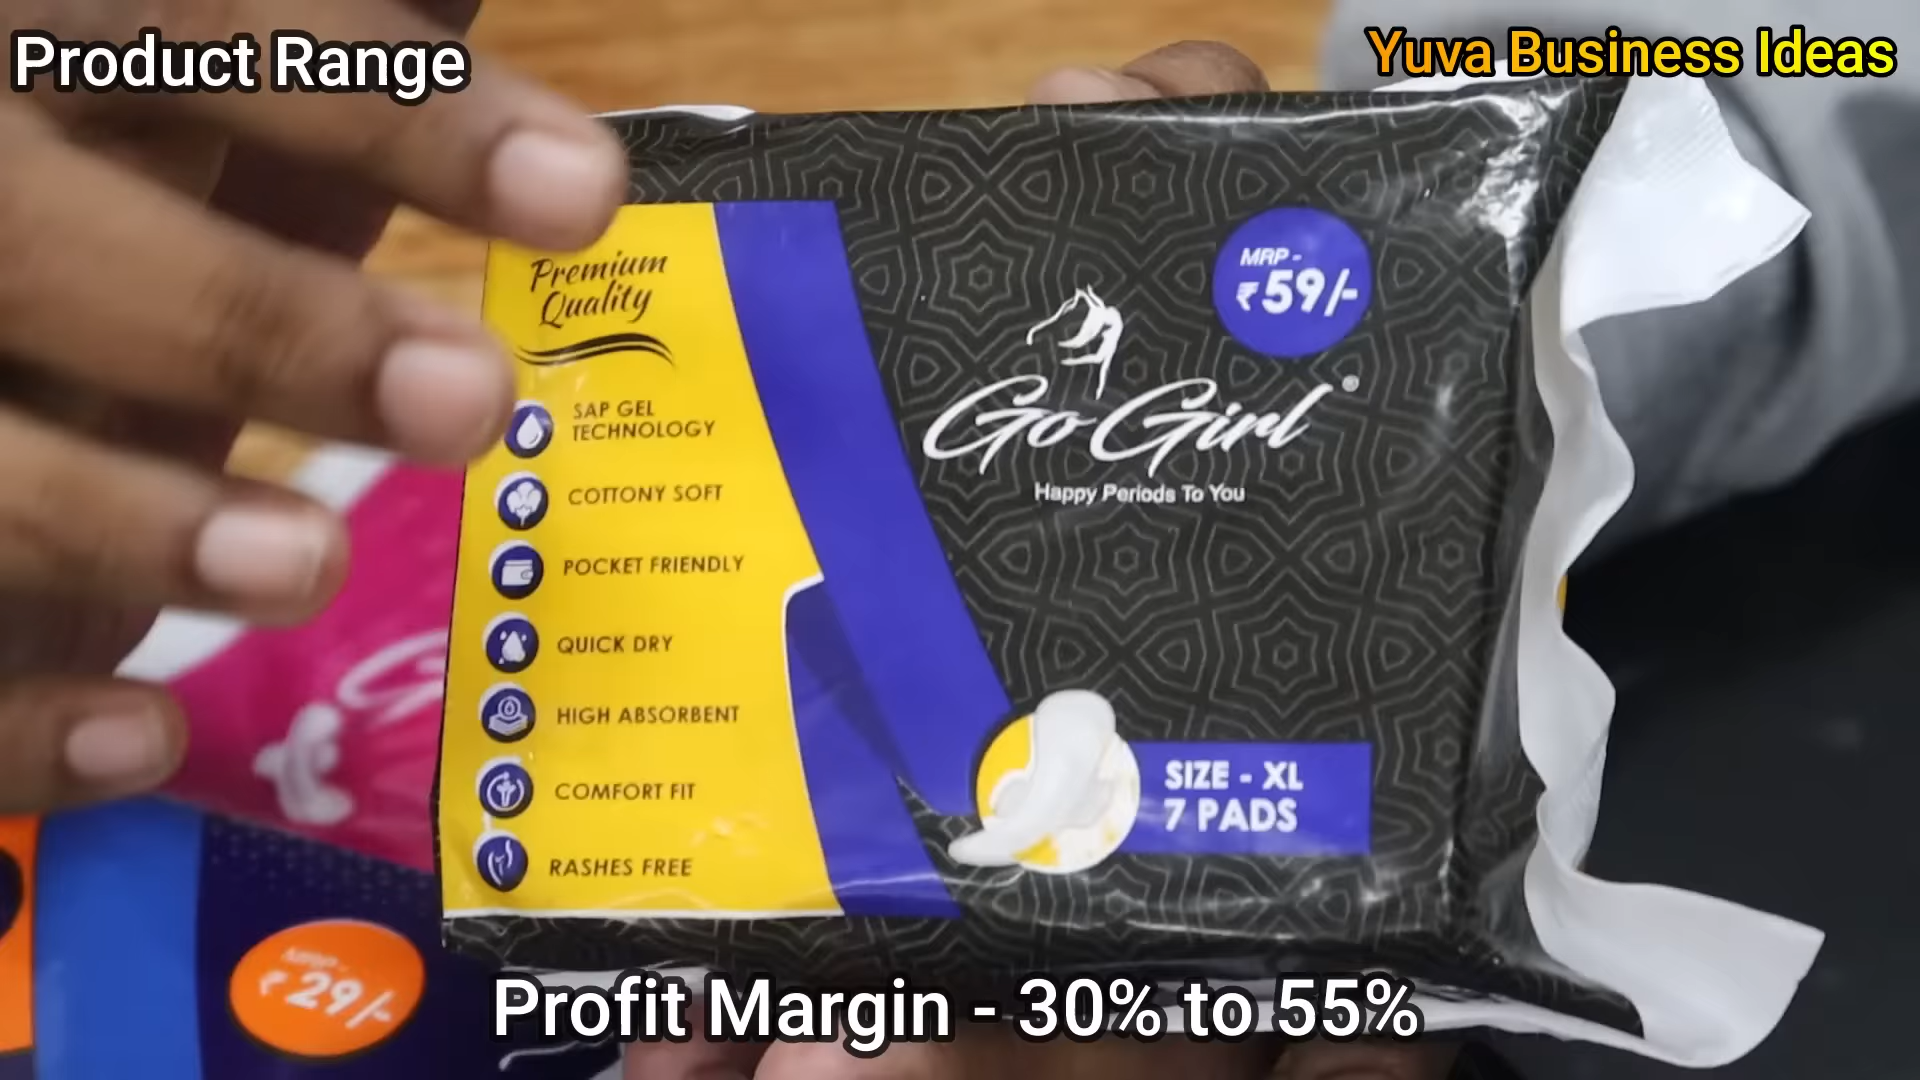 Product Range
Yuva Business Ideas
Premium
Quality
SAP GEL
TECHNOLOGY
COTTONY SOFT
POCKET FRIENDLY
QUICK DRY
HIGH ABSORBENT
COMFORT FIT
RASHES FREE
MRP -
₹59/-
Go Girl ®
Happy Periods To You
SIZE - XL
7 PADS
MRP -
₹29/-
Profit Margin - 30% to 55%